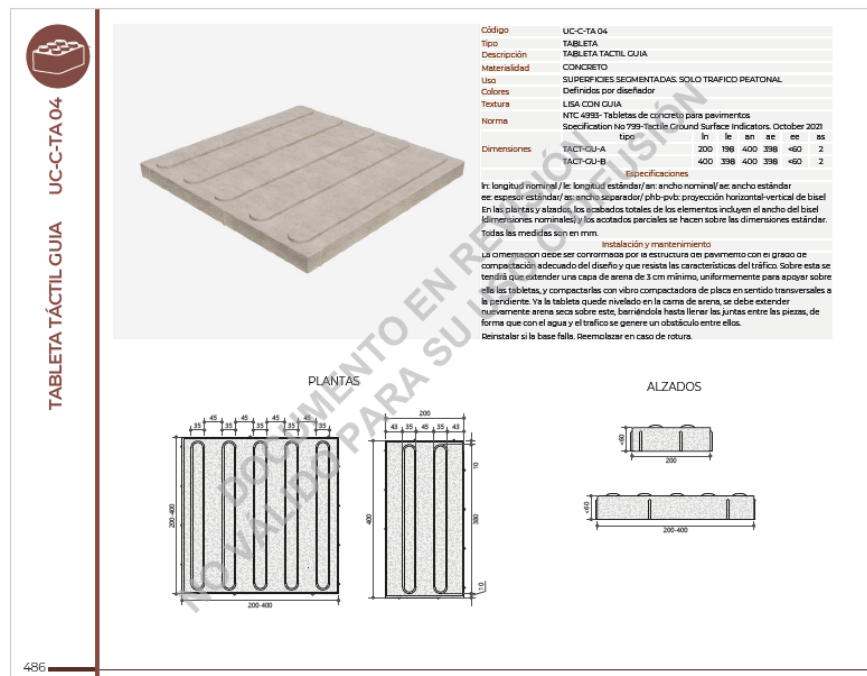 TABLETA TÁCTIL GUIA UC-C-TA 04
Código UC-C-TA 04
Tipo TABLETA
Descripción TABLETA TACTIL GUIA
Materialidad CONCRETO
Uso SUPERFICIES SEGMENTADAS. SOLO TRAFICO PEATONAL
Colores Definidos por diseñador
Textura LISA CON GUIA
Norma NTC 4993- Tabletas de concreto para pavimentos
Specification No 799-Tactile Ground Surface Indicators. October 2021
tipo ln le an ae ee as
Dimensiones TACT-GU-A 200 198 400 398 <60 2
TACT-GU-B 400 398 400 398 <60 2
Especificaciones
ln: longitud nominal / le: longitud estándar/ an: ancho nominal/ ae: ancho estándar
ee: espesor estándar/ as: ancho separador/ phb-pvb: proyección horizontal-vertical de bisel
En las plantas y alzados, los acabados totales de los elementos incluyen el ancho del bisel
(dimensiones nominales) y los acotados parciales se hacen sobre las dimensiones estándar.
Todas las medidas son en mm.
Instalación y mantenimiento
La cimentación debe ser conformada por la estructura del pavimento con el grado de
compactación adecuado del diseño y que resista las características del tráfico. Sobre esta se
tendrá que extender una capa de arena de 3 cm mínimo, uniformemente para apoyar sobre
ella las tabletas, y compactarlas con vibro compactadora de placa en sentido transversales a
la pendiente. Ya la tableta quede nivelado en la cama de arena, se debe extender
nuevamente arena seca sobre este, barriéndola hasta llenar las juntas entre las piezas, de
forma que con el agua y el trafico se genere un obstáculo entre ellos.
Reinstalar si la base falla. Reemplazar en caso de rotura.
DOCUMENTO EN REVISIÓN
NO VÁLIDO PARA SU USO O DIFUSIÓN
PLANTAS
45 45 45 45
35 35 35 35 35
200-400
200-400
200
43 35 45 35 43
10
400
380
10
ALZADOS
<60
200
<60
200-400
486